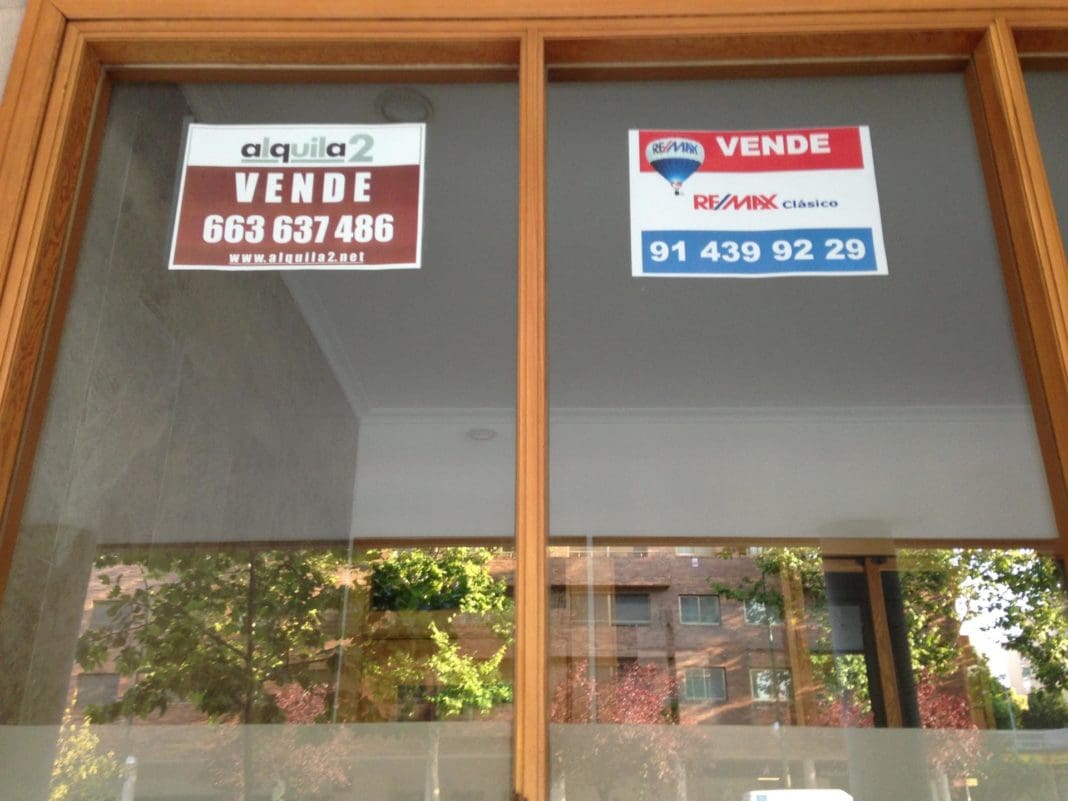 alquila2
VENDE
663 637 486
www.alquila2.net
RE/MAX
VENDE
RE/MAX Clásico
91 439 92 29